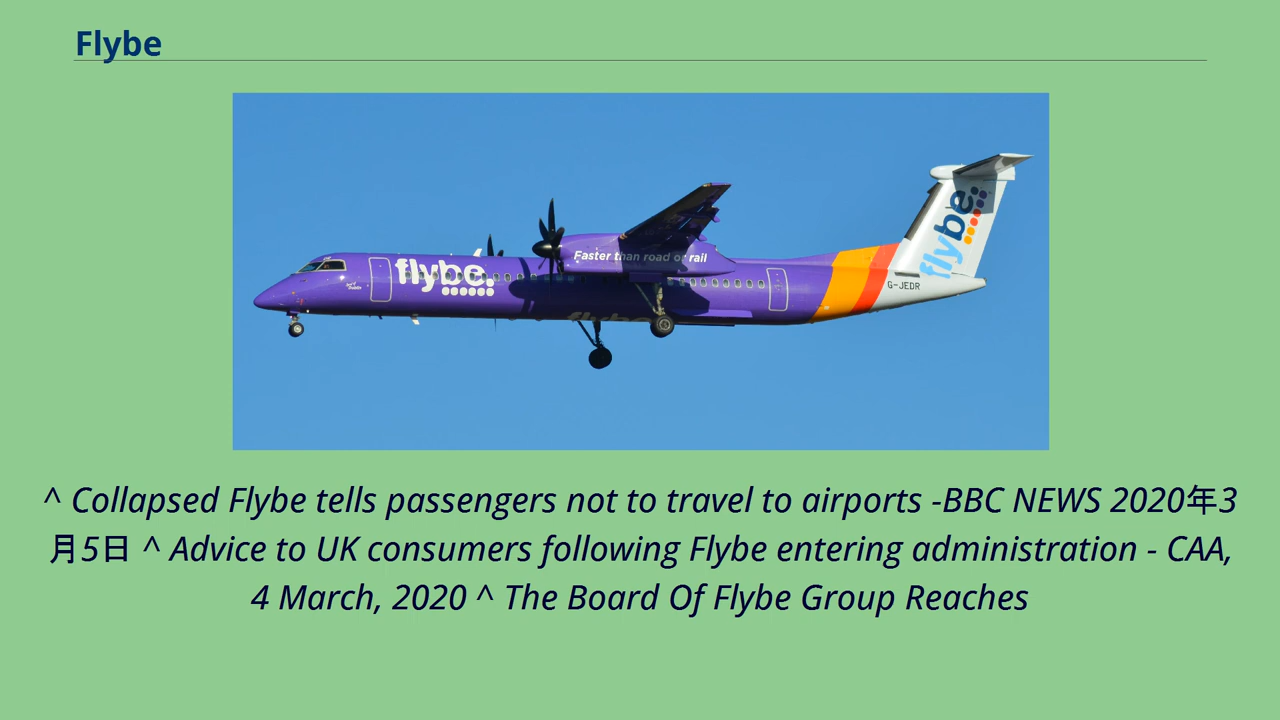 Flybe
flybe.
Faster than road or rail
flybe.
G-JEDR
^ Collapsed Flybe tells passengers not to travel to airports -BBC NEWS 2020年3
月5日 ^ Advice to UK consumers following Flybe entering administration - CAA,
4 March, 2020 ^ The Board Of Flybe Group Reaches